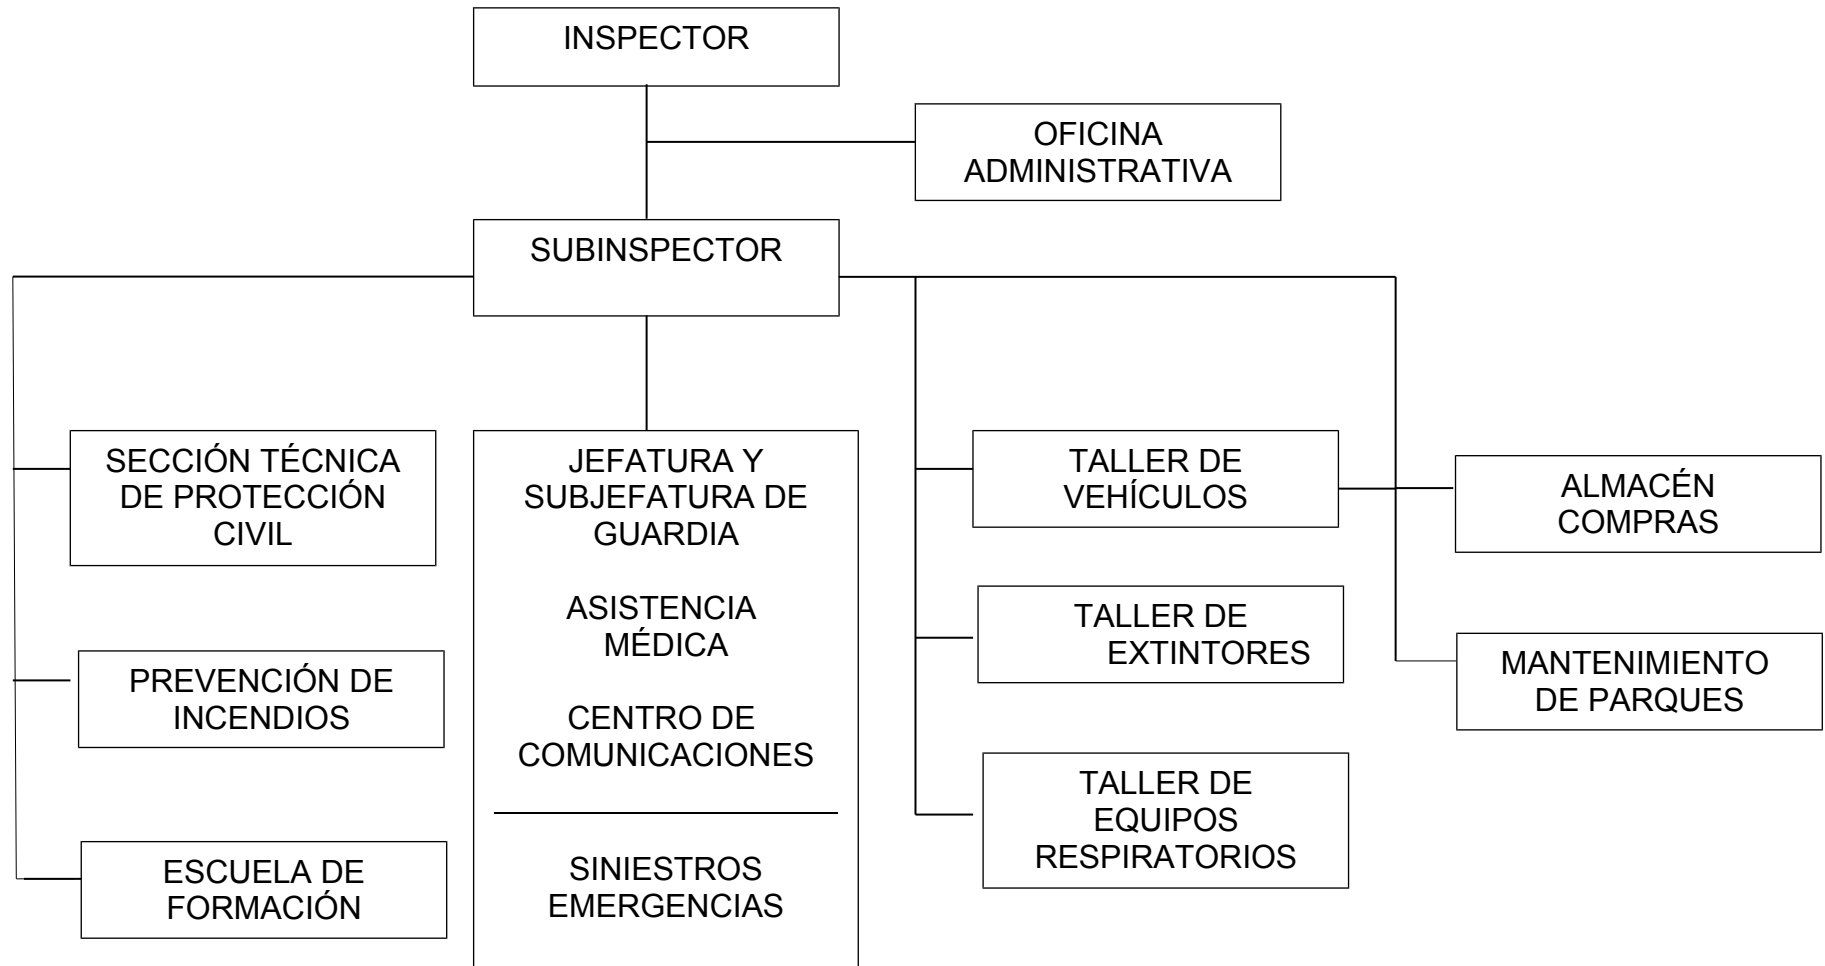 INSPECTOR
OFICINA
ADMINISTRATIVA
SUBINSPECTOR
SECCIÓN TÉCNICA
DE PROTECCIÓN
CIVIL
PREVENCIÓN DE
INCENDIOS
ESCUELA DE
FORMACIÓN
JEFATURA Y
SUBJEFATURA DE
GUARDIA
ASISTENCIA
MÉDICA
CENTRO DE
COMUNICACIONES
SINIESTROS
EMERGENCIAS
TALLER DE
VEHÍCULOS
TALLER DE
EXTINTORES
TALLER DE
EQUIPOS
RESPIRATORIOS
ALMACÉN
COMPRAS
MANTENIMIENTO
DE PARQUES